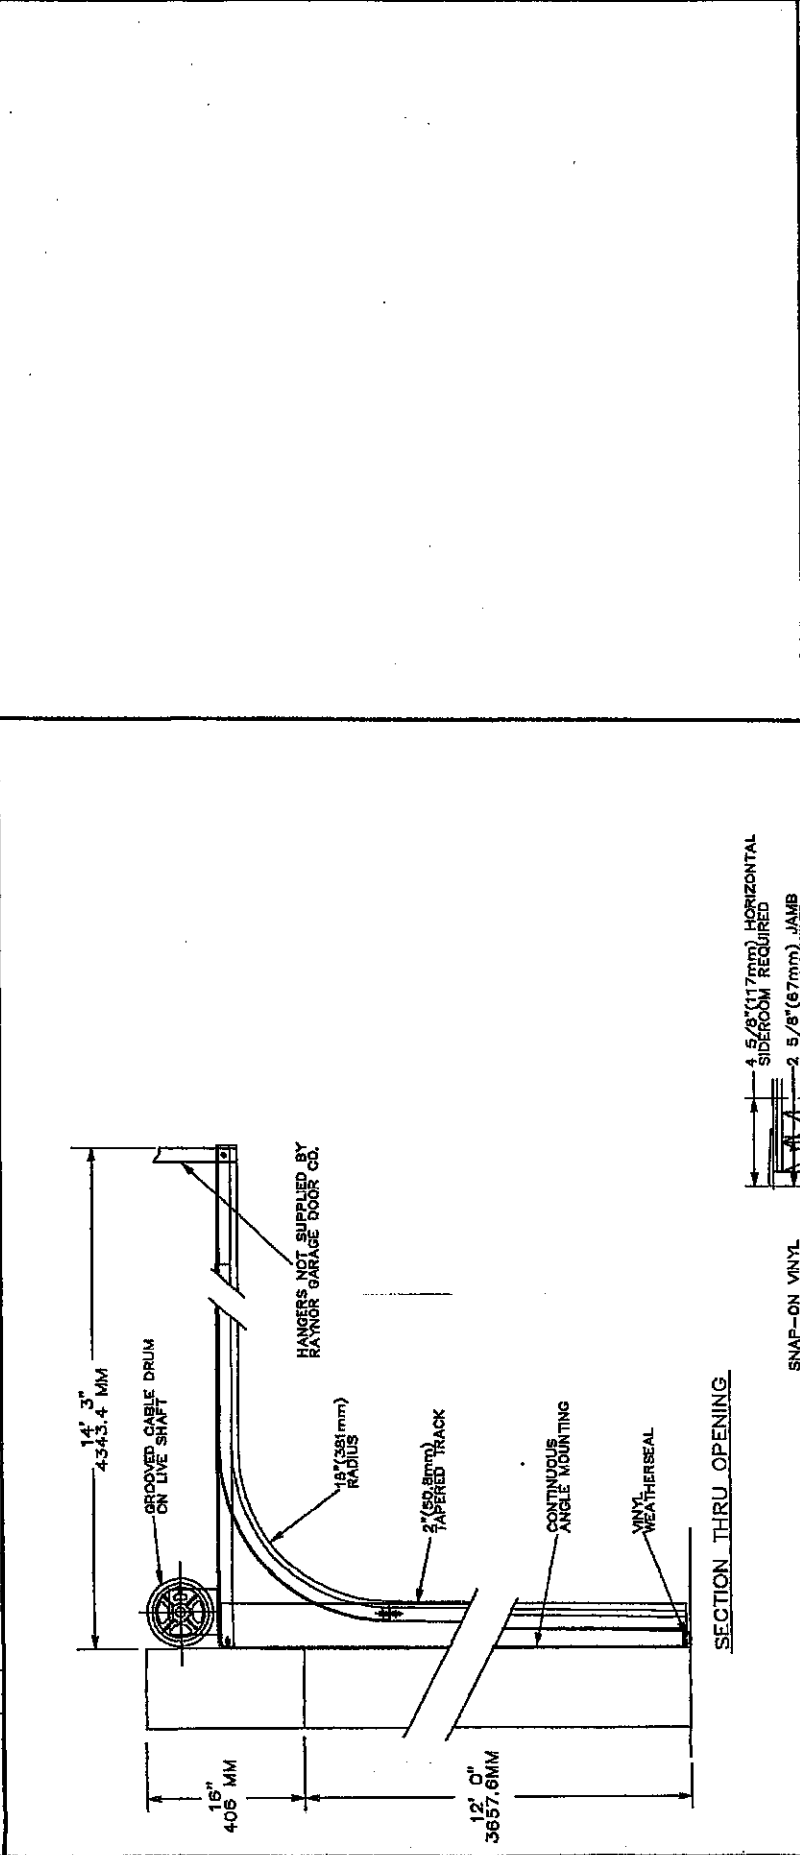 14' 3"
4343.4 MM
GROOVED CABLE DRUM
ON LIVE SHAFT
HANGERS NOT SUPPLIED BY
RAYNOR GARAGE DOOR CO.
15"(381mm)
RADIUS
2"(50.8mm)
TAPERED TRACK
CONTINUOUS
ANGLE MOUNTING
VINYL
WEATHERSEAL
16"
406 MM
12' 0"
3657.6MM
SECTION THRU OPENING
4 5/8"(117mm) HORIZONTAL
SIDEROOM REQUIRED
2 5/8"(67mm) JAMB
SNAP-ON VINYL